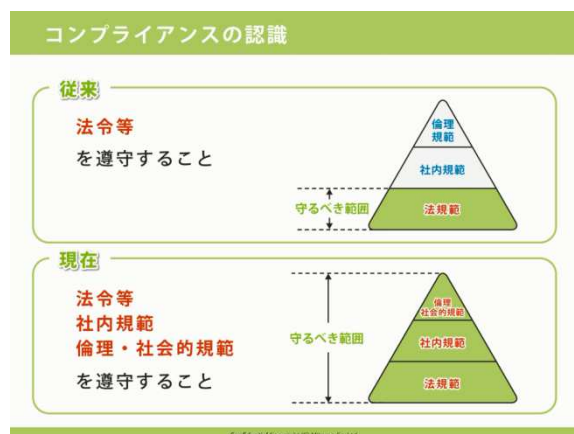 コンプライアンスの認識
従来
法令等
を遵守すること
倫理
規範
社内規範
守るべき範囲
法規範
現在
法令等
社内規範
倫理・社会的規範
を遵守すること
倫理
社会的規範
守るべき範囲
社内規範
法規範